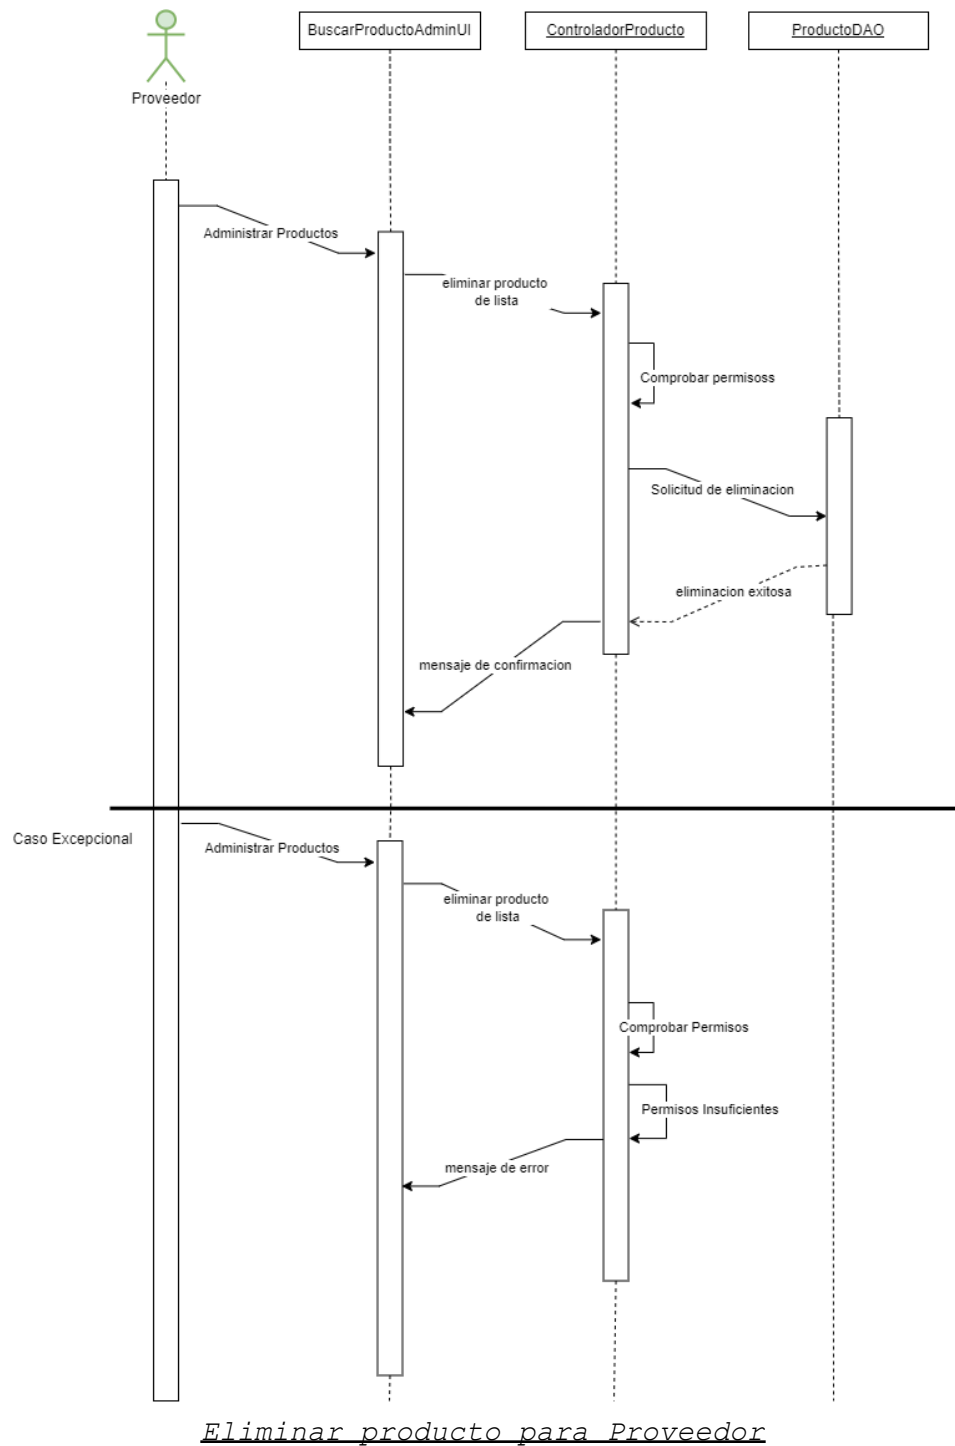 BuscarProductoAdminUI
ControladorProducto
ProductoDAO
Proveedor
Administrar Productos
eliminar producto
de lista
Comprobar permisoss
Solicitud de eliminacion
eliminacion exitosa
mensaje de confirmacion
Caso Excepcional
Administrar Productos
eliminar producto
de lista
Comprobar Permisos
Permisos Insuficientes
mensaje de error
Eliminar producto para Proveedor